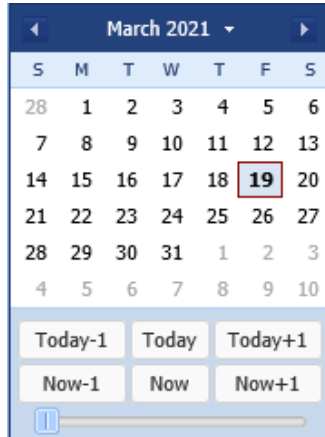 March 2021
S M T W T F S
28 1 2 3 4 5 6
7 8 9 10 11 12 13
14 15 16 17 18 19 20
21 22 23 24 25 26 27
28 29 30 31 1 2 3
4 5 6 7 8 9 10
Today-1 Today Today+1
Now-1 Now Now+1